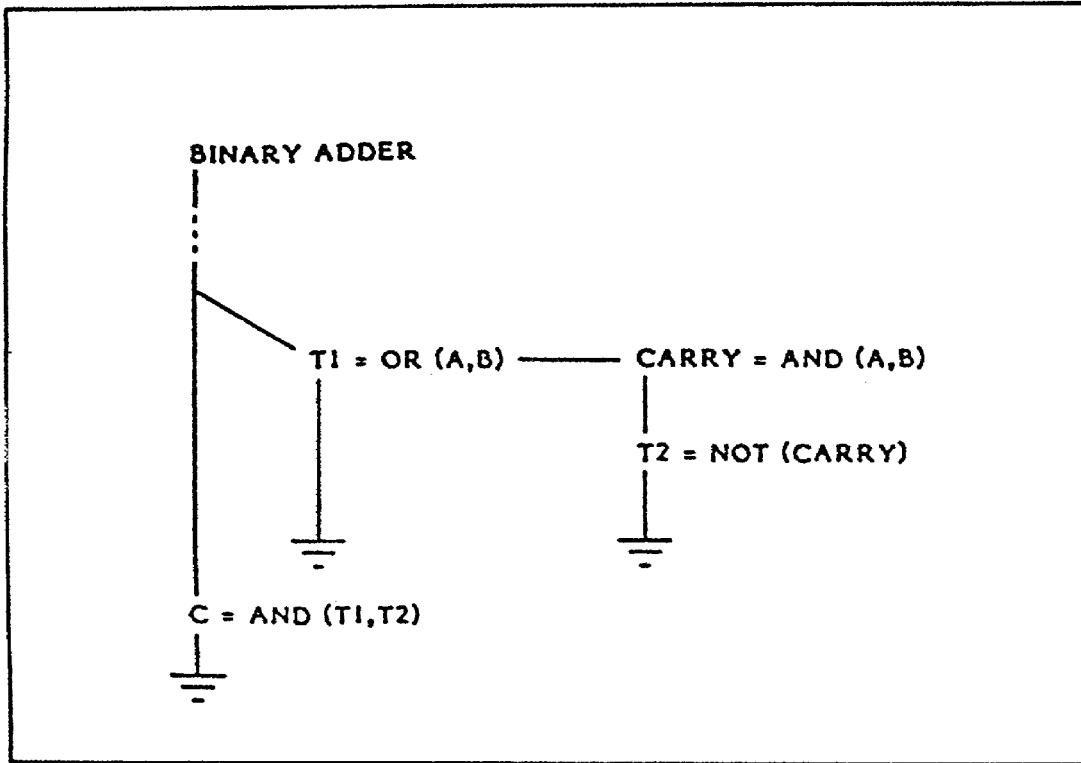 BINARY ADDER
T1 = OR (A,B)
CARRY = AND (A,B)
T2 = NOT (CARRY)
C = AND (T1,T2)